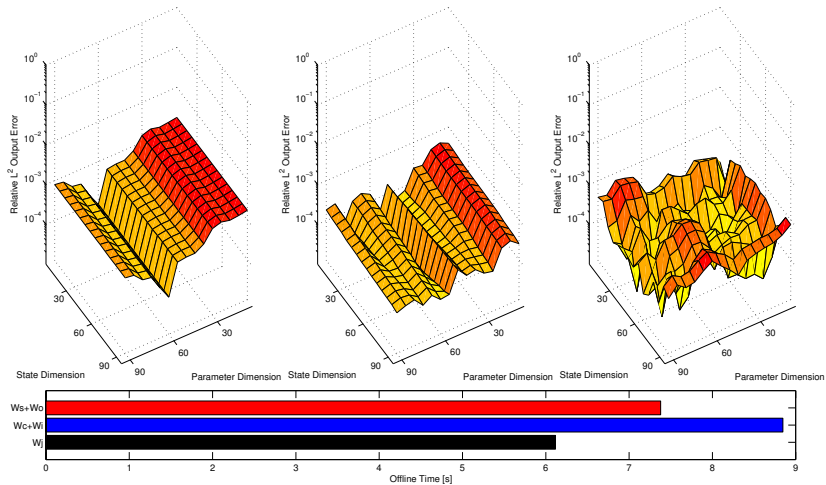 10^0
10^-1
10^-2
10^-3
10^-4
Relative L^2 Output Error
30
60
90
State Dimension
90
60
30
Parameter Dimension
10^0
10^-1
10^-2
10^-3
10^-4
Relative L^2 Output Error
30
60
90
State Dimension
90
60
30
Parameter Dimension
10^0
10^-1
10^-2
10^-3
10^-4
Relative L^2 Output Error
30
60
90
State Dimension
90
60
30
Parameter Dimension
Ws+Wo
Wc+Wi
Wj
0 1 2 3 4 5 6 7 8 9
Offline Time [s]